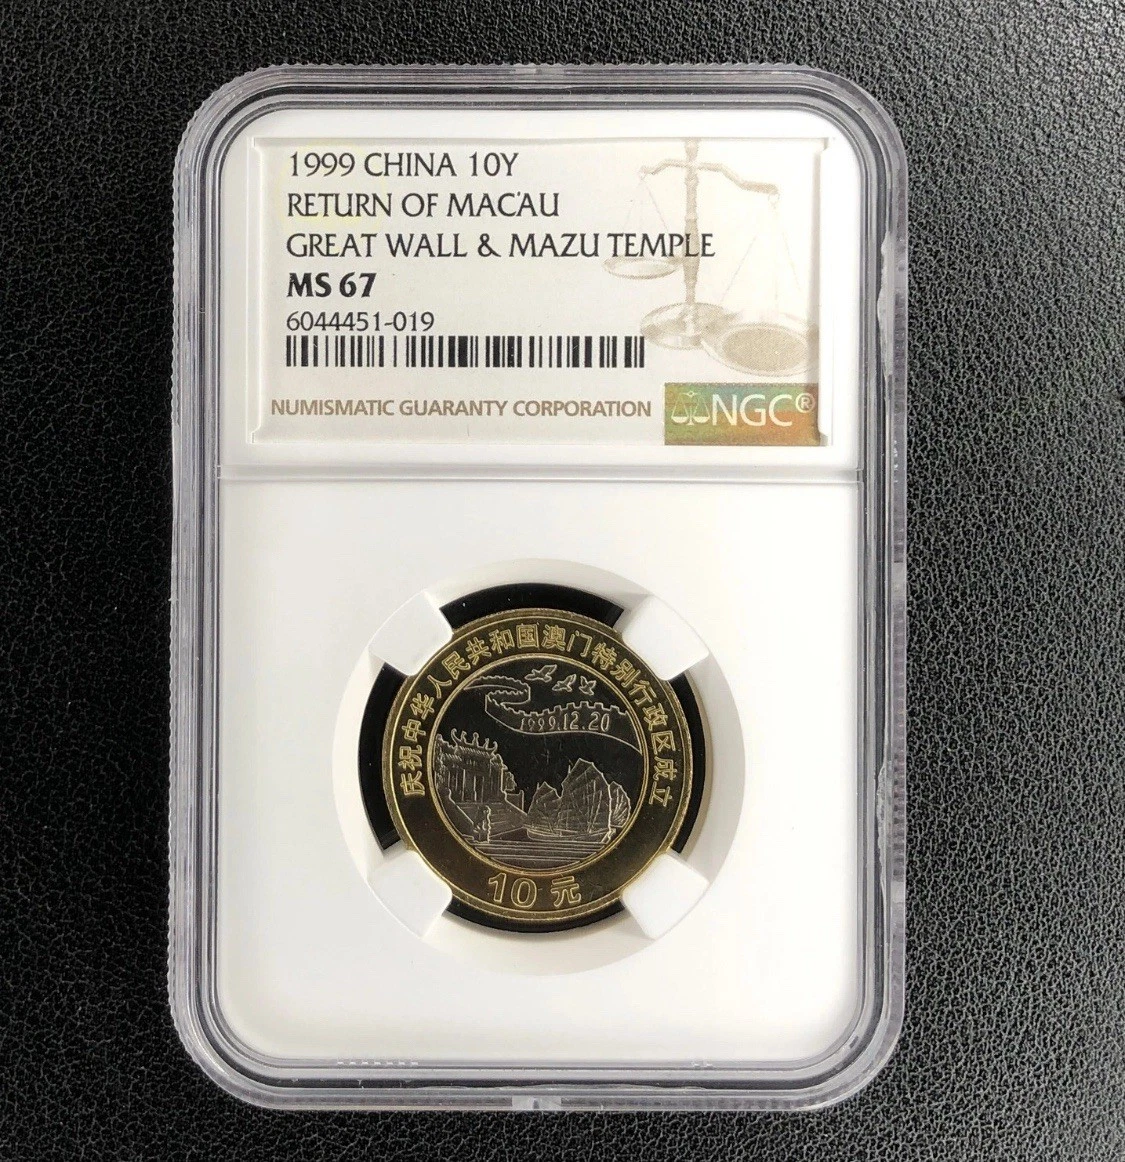 1999 CHINA 10Y
RETURN OF MACAU
GREAT WALL & MAZU TEMPLE
MS 67
6044451-019
NUMISMATIC GUARANTY CORPORATION
NGC®
庆祝中华人民共和国澳门特别行政区成立
1999.12.20
10 元